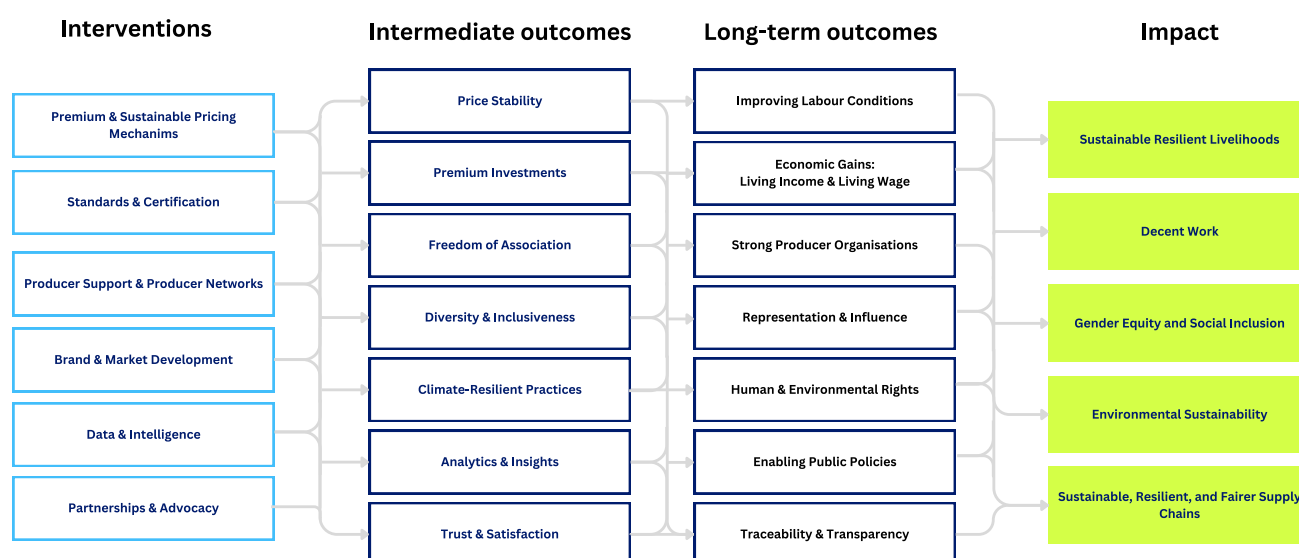 Interventions
Premium & Sustainable Pricing
Mechanims
Standards & Certification
Producer Support & Producer Networks
Brand & Market Development
Data & Intelligence
Partnerships & Advocacy
Intermediate outcomes
Price Stability
Premium Investments
Freedom of Association
Diversity & Inclusiveness
Climate-Resilient Practices
Analytics & Insights
Trust & Satisfaction
Long-term outcomes
Improving Labour Conditions
Economic Gains:
Living Income & Living Wage
Strong Producer Organisations
Representation & Influence
Human & Environmental Rights
Enabling Public Policies
Traceability & Transparency
Impact
Sustainable Resilient Livelihoods
Decent Work
Gender Equity and Social Inclusion
Environmental Sustainability
Sustainable, Resilient, and Fairer Supply
Chains